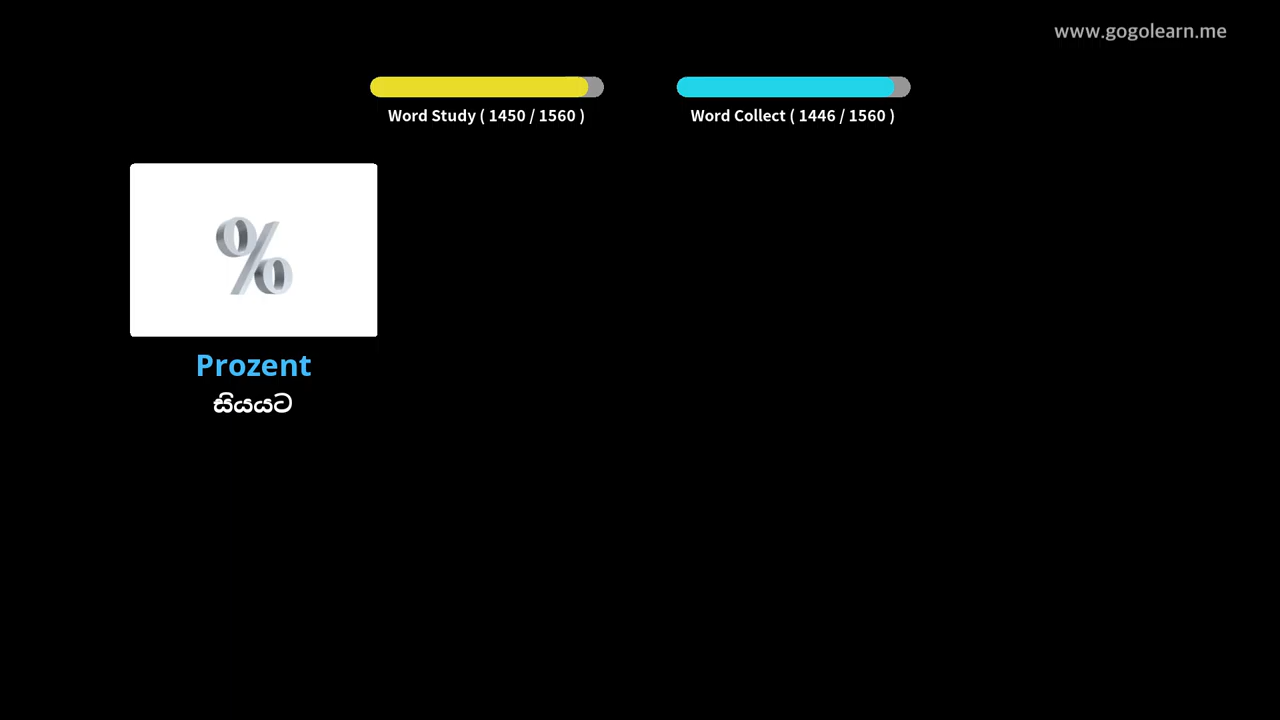 www.gogolearn.me
Word Study ( 1450 / 1560 )
Word Collect ( 1446 / 1560 )
%
Prozent
සියයට